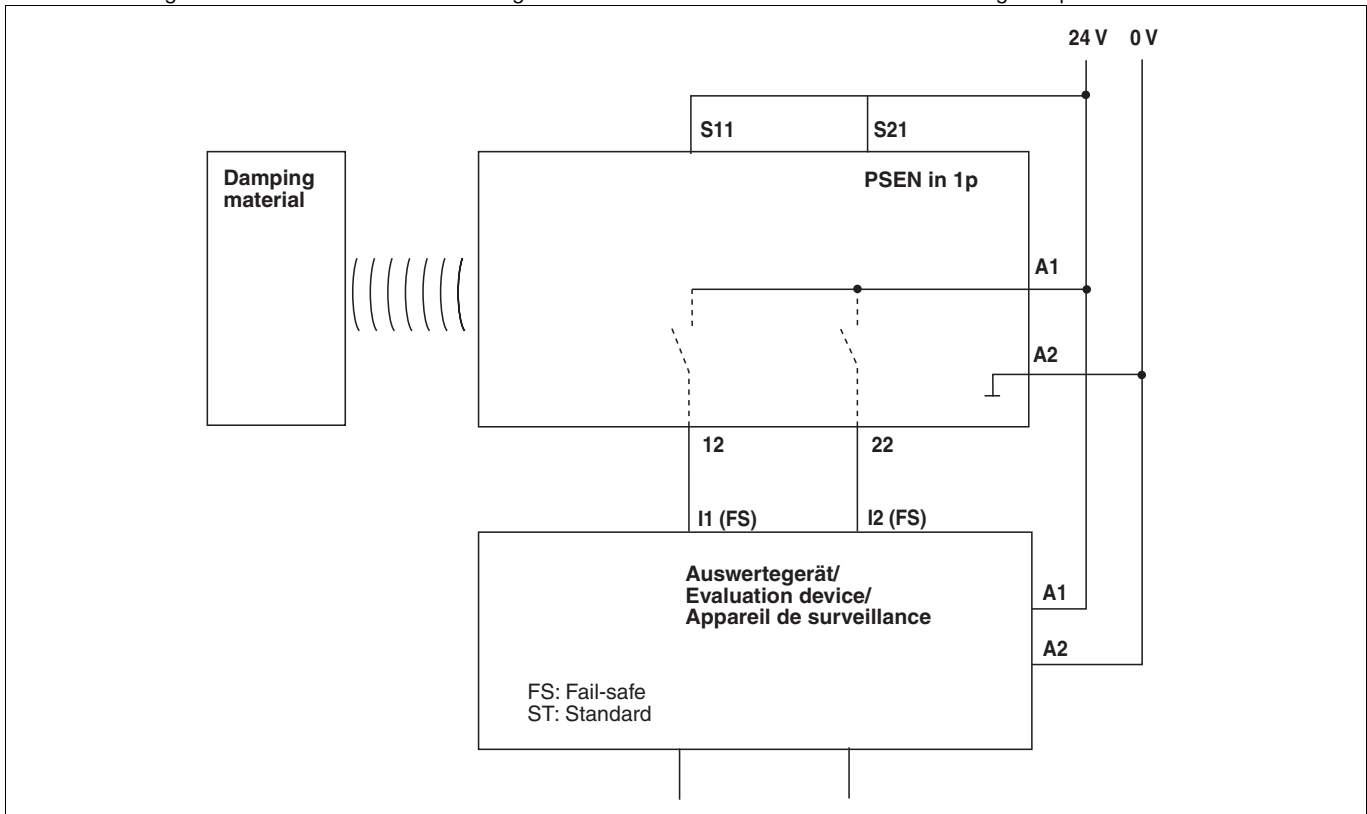 24 V 0 V
S11 S21
Damping
material
PSEN in 1p
A1
A2
12 22
I1 (FS) I2 (FS)
Auswertegerät/
Evaluation device/
Appareil de surveillance
A1
A2
FS: Fail-safe
ST: Standard